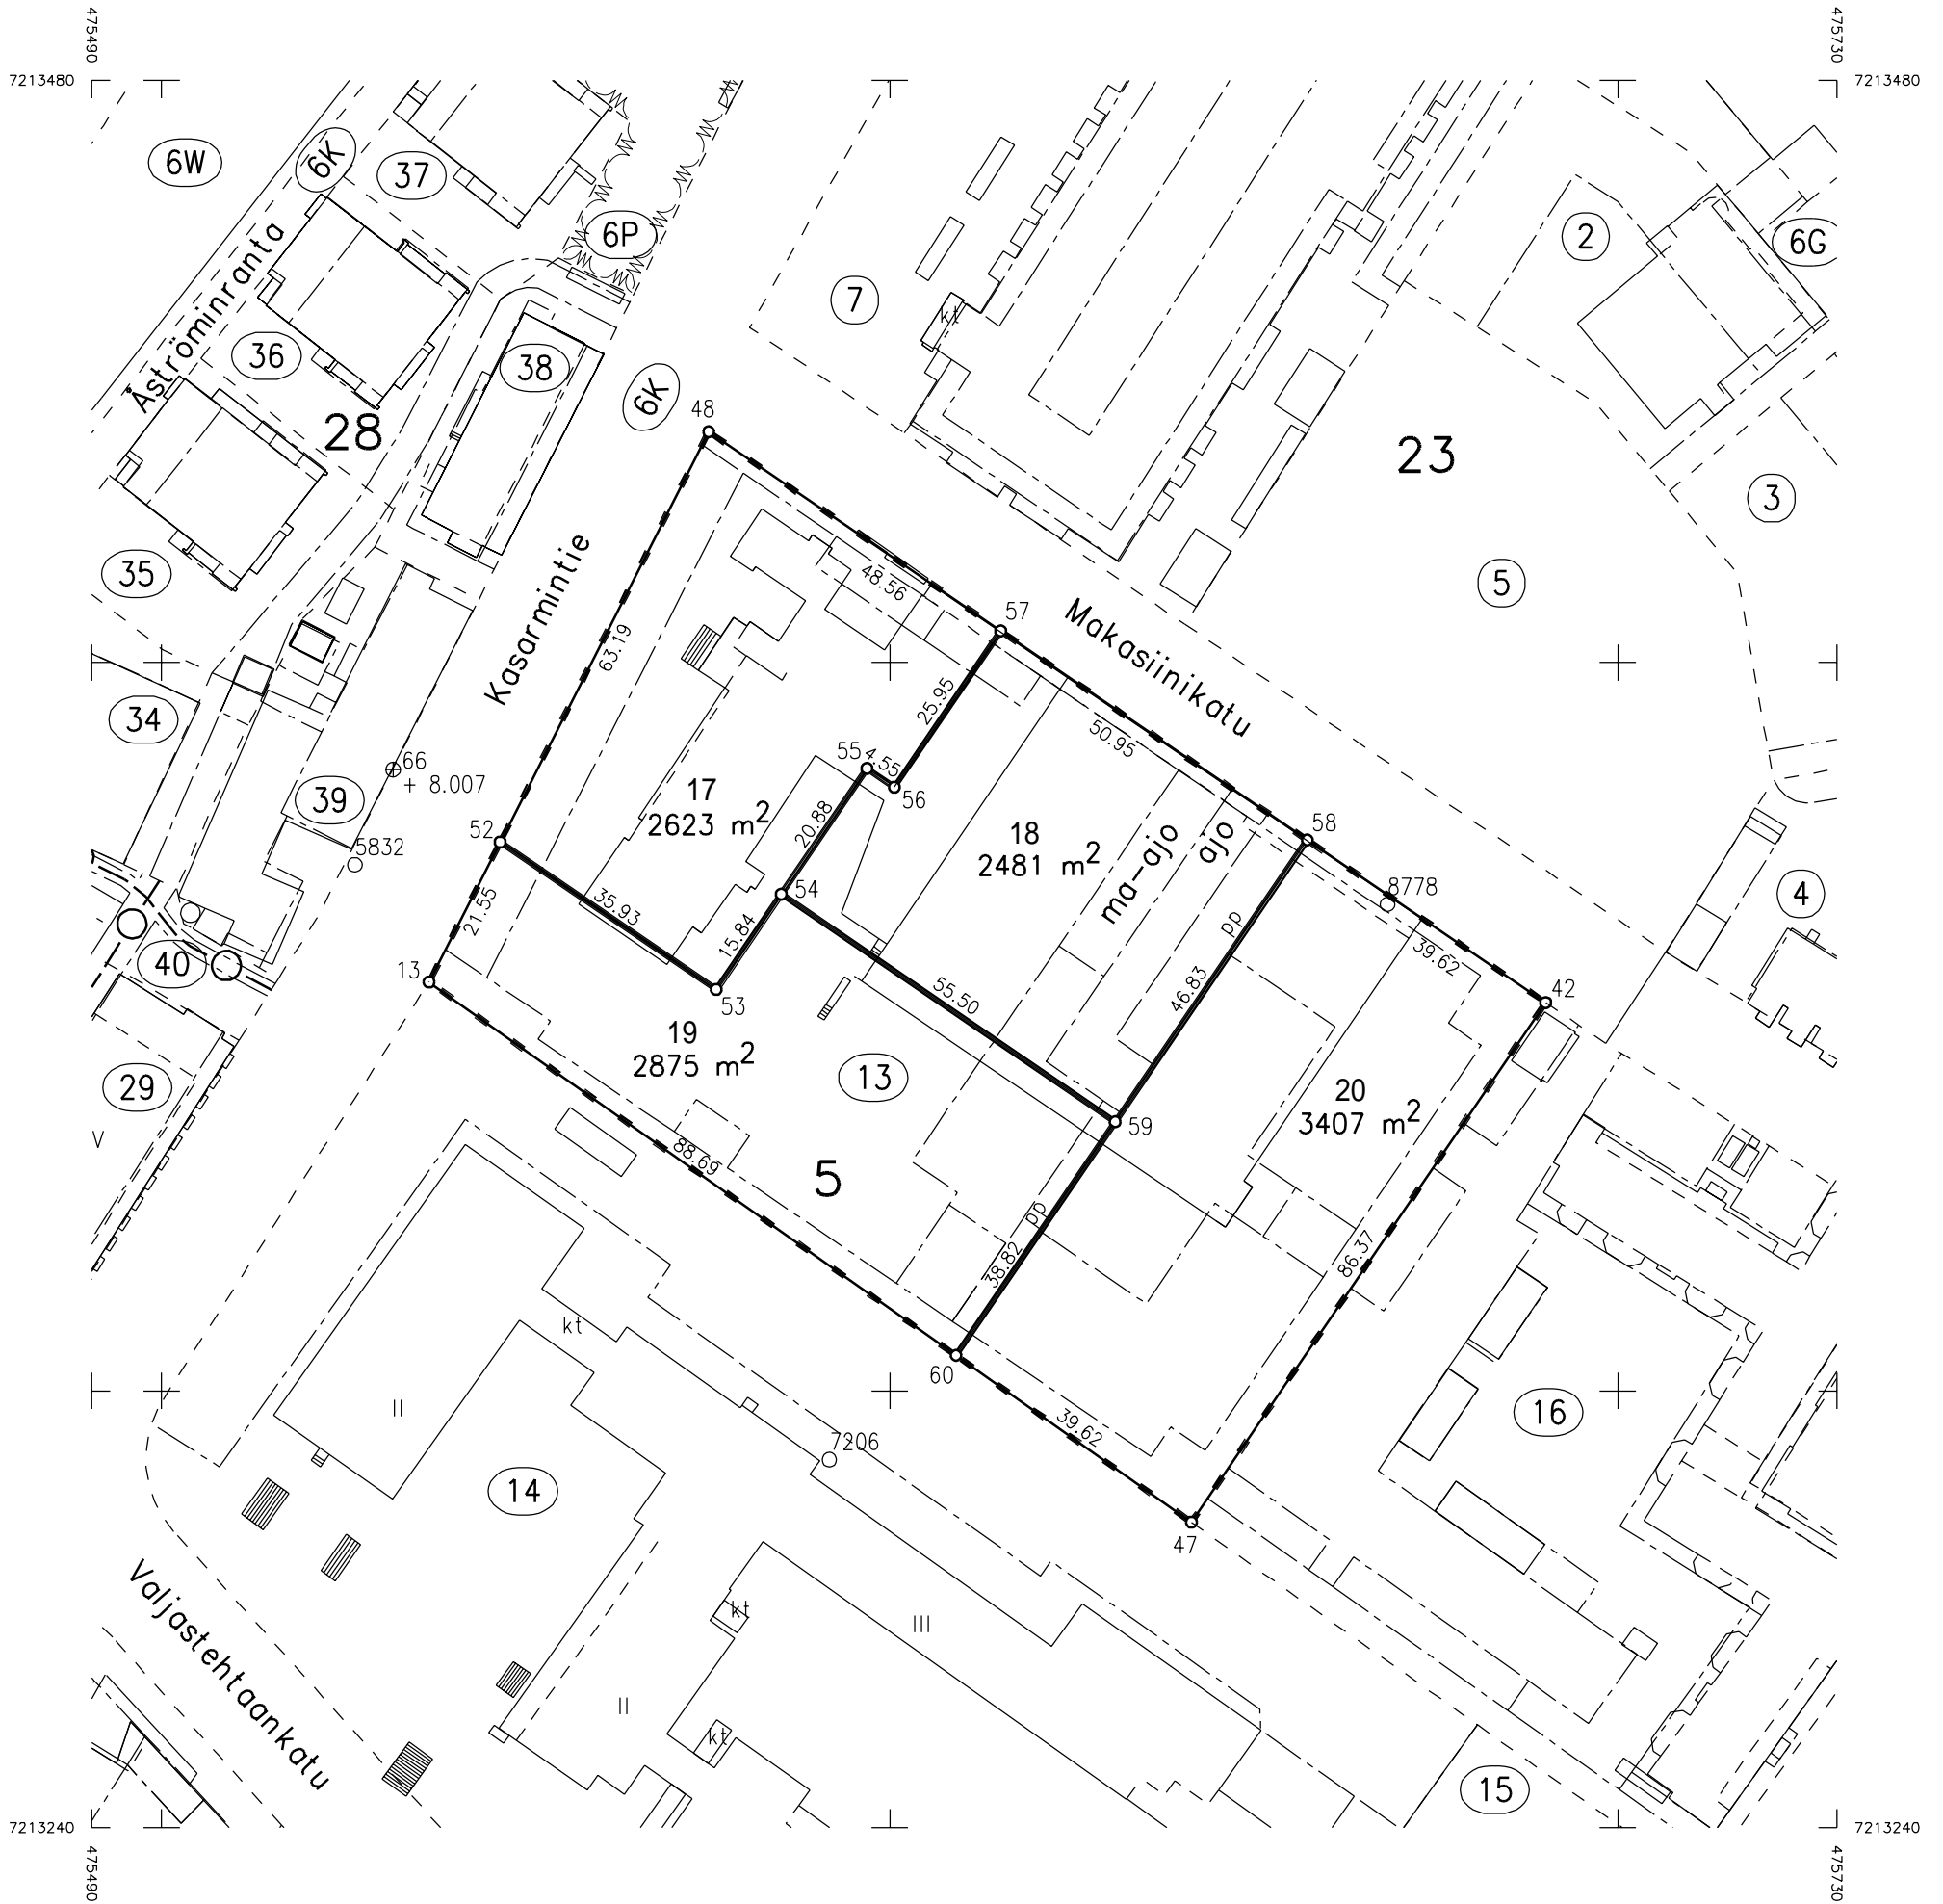 475490
475730
7213480
7213480
6W
6K
37
6P
2
6G
7
kt
Åströminranta
36
38
6K
28
48
23
3
35
48.56
5
57
Makasiinikatu
Kasarmintie
63.19
34
25.95
50.95
55
4.55
66
+ 8.007
39
17
2623 m2
56
20.88
52
18
2481 m2
ma-ajo
ajo
58
5832
8778
4
54
35.93
21.55
15.84
pp
39.62
40
13
53
55.50
46.83
42
19
2875 m2
13
29
20
3407 m2
59
V
88.69
5
pp
38.82
86.37
kt
60
II
39.62
16
7206
14
47
Valjastehtaankatu
kt
III
II
kt
15
7213240
7213240
475490
475730